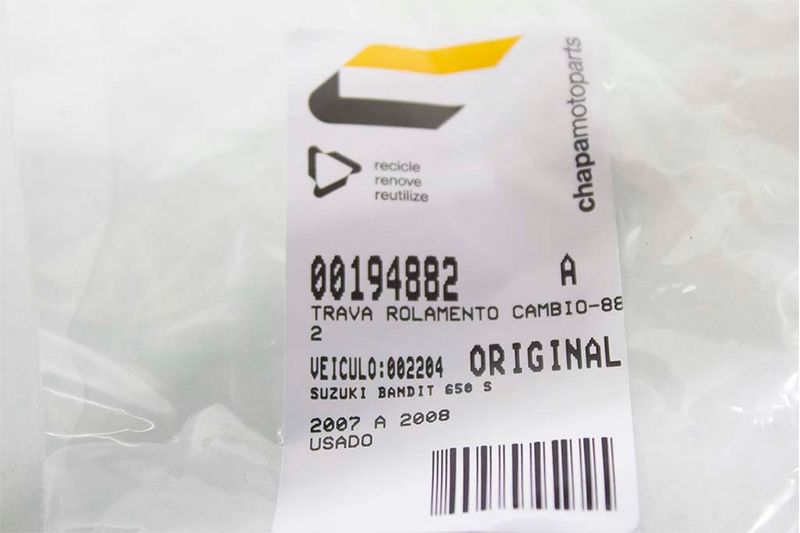 chapamotoparts
recicle
renove
reutilize
00194882 A
TRAVA ROLAMENTO CAMBIO-88
2
VEICULO:002204 ORIGINAL
SUZUKI BANDIT 650 S
2007 A 2008
USADO